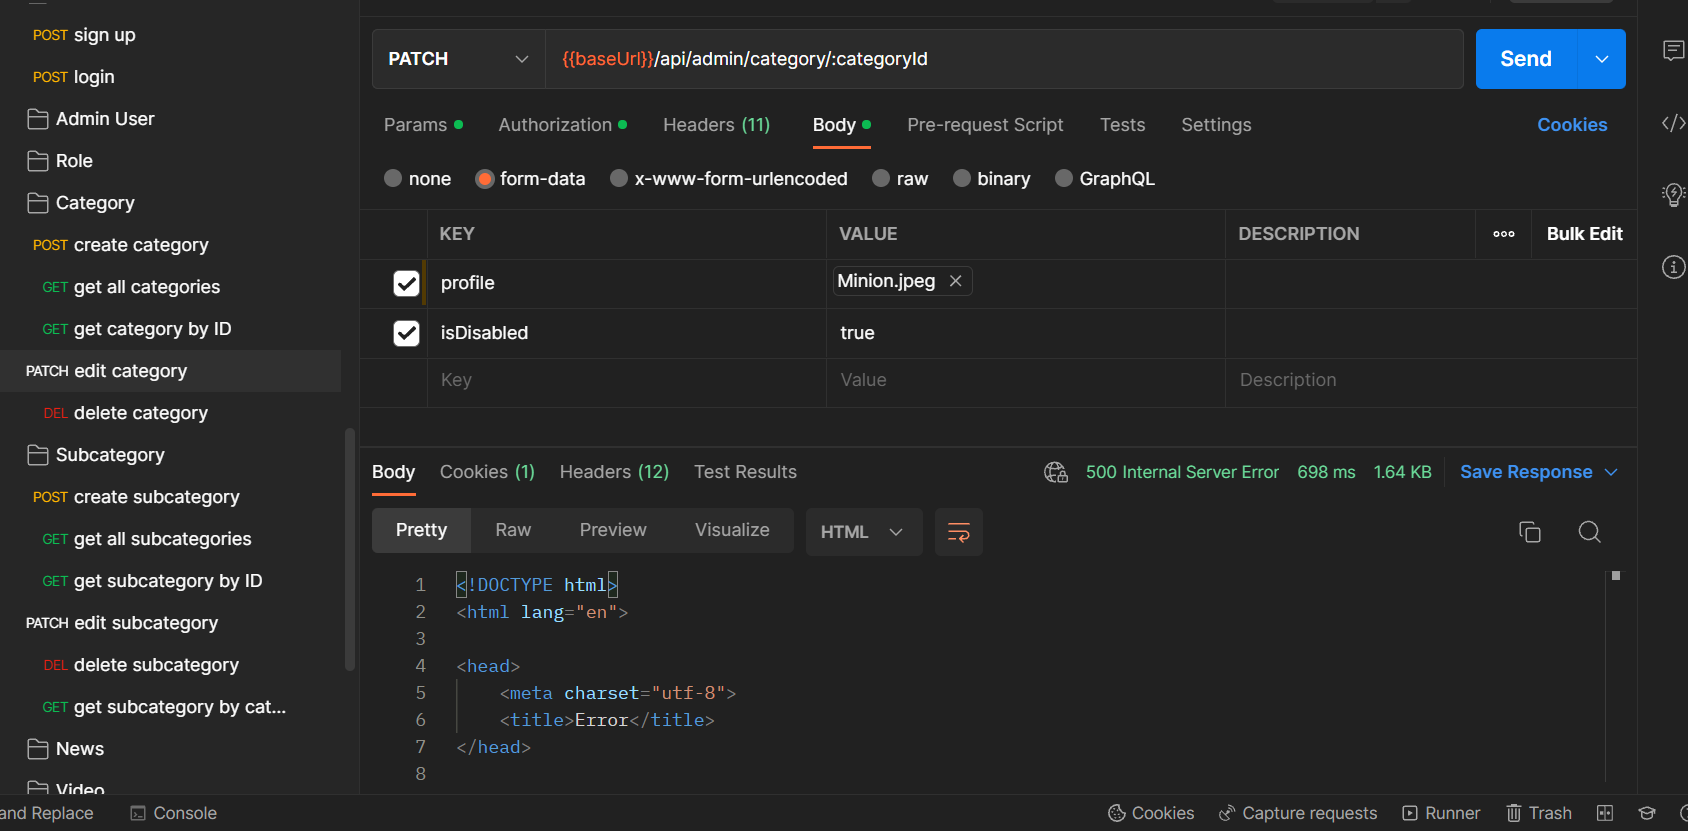 POST sign up
POST login
Admin User
Role
Category
POST create category
GET get all categories
GET get category by ID
PATCH edit category
DEL delete category
Subcategory
POST create subcategory
GET get all subcategories
GET get subcategory by ID
PATCH edit subcategory
DEL delete subcategory
GET get subcategory by cat...
News
Video
PATCH {{baseUrl}}/api/admin/category/:categoryId Send
Params Authorization Headers (11) Body Pre-request Script Tests Settings Cookies
none form-data x-www-form-urlencoded raw binary GraphQL
KEY VALUE DESCRIPTION ooo Bulk Edit
profile Minion.jpeg ×
isDisabled true
Key Value Description
Body Cookies (1) Headers (12) Test Results 500 Internal Server Error 698 ms 1.64 KB Save Response
Pretty Raw Preview Visualize HTML
1 <!DOCTYPE html>
2 <html lang="en">
3
4 <head>
5 <meta charset="utf-8">
6 <title>Error</title>
7 </head>
8
and Replace Console Cookies Capture requests Runner Trash